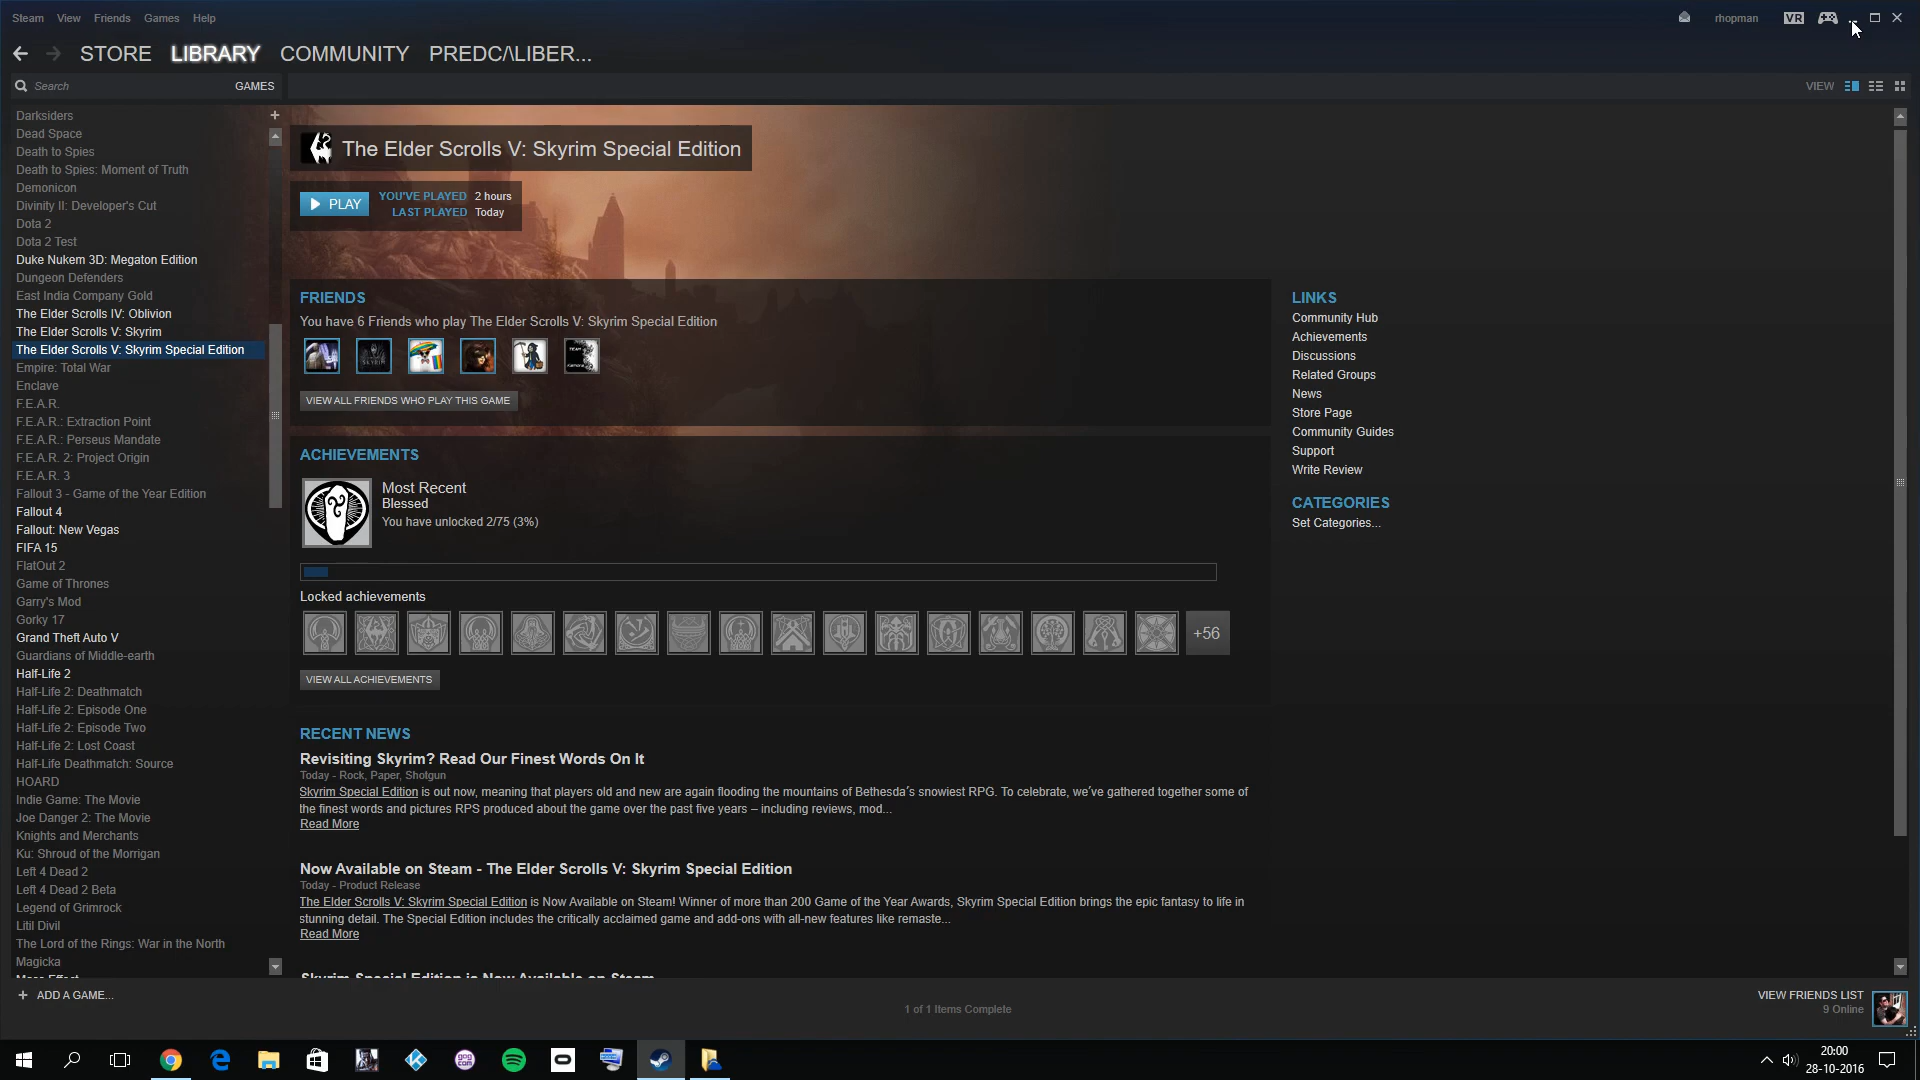 Steam View Friends Games Help
rhopman VR
STORE LIBRARY COMMUNITY PREDC/\LIBER...
Search GAMES
VIEW
Darksiders
Dead Space
Death to Spies
Death to Spies: Moment of Truth
Demonicon
Divinity II: Developer's Cut
Dota 2
Dota 2 Test
Duke Nukem 3D: Megaton Edition
Dungeon Defenders
East India Company Gold
The Elder Scrolls IV: Oblivion
The Elder Scrolls V: Skyrim
The Elder Scrolls V: Skyrim Special Edition
Empire: Total War
Enclave
F.E.A.R.
F.E.A.R.: Extraction Point
F.E.A.R.: Perseus Mandate
F.E.A.R. 2: Project Origin
F.E.A.R. 3
Fallout 3 - Game of the Year Edition
Fallout 4
Fallout: New Vegas
FIFA 15
FlatOut 2
Game of Thrones
Garry's Mod
Gorky 17
Grand Theft Auto V
Guardians of Middle-earth
Half-Life 2
Half-Life 2: Deathmatch
Half-Life 2: Episode One
Half-Life 2: Episode Two
Half-Life 2: Lost Coast
Half-Life Deathmatch: Source
HOARD
Indie Game: The Movie
Joe Danger 2: The Movie
Knights and Merchants
Ku: Shroud of the Morrigan
Left 4 Dead 2
Left 4 Dead 2 Beta
Legend of Grimrock
Litil Divil
The Lord of the Rings: War in the North
Magicka
The Elder Scrolls V: Skyrim Special Edition
PLAY
YOU'VE PLAYED 2 hours
LAST PLAYED Today
FRIENDS
You have 6 Friends who play The Elder Scrolls V: Skyrim Special Edition
VIEW ALL FRIENDS WHO PLAY THIS GAME
ACHIEVEMENTS
Most Recent
Blessed
You have unlocked 2/75 (3%)
Locked achievements
+56
VIEW ALL ACHIEVEMENTS
RECENT NEWS
Revisiting Skyrim? Read Our Finest Words On It
Today - Rock, Paper, Shotgun
Skyrim Special Edition is out now, meaning that players old and new are again flooding the mountains of Bethesda's snowiest RPG. To celebrate, we've gathered together some of
the finest words and pictures RPS produced about the game over the past five years – including reviews, mod...
Read More
Now Available on Steam - The Elder Scrolls V: Skyrim Special Edition
Today - Product Release
The Elder Scrolls V: Skyrim Special Edition is Now Available on Steam! Winner of more than 200 Game of the Year Awards, Skyrim Special Edition brings the epic fantasy to life in
stunning detail. The Special Edition includes the critically acclaimed game and add-ons with all-new features like remaste...
Read More
Skyrim Special Edition is Now Available on Steam
LINKS
Community Hub
Achievements
Discussions
Related Groups
News
Store Page
Community Guides
Support
Write Review
CATEGORIES
Set Categories...
+ ADD A GAME...
1 of 1 Items Complete
VIEW FRIENDS LIST
9 Online
20:00
28-10-2016